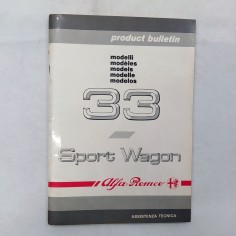 product bulletin
modelli
modèles
models
modelle
modelos
33
Sport Wagon
Alfa Romeo
ASSISTENZA TECNICA